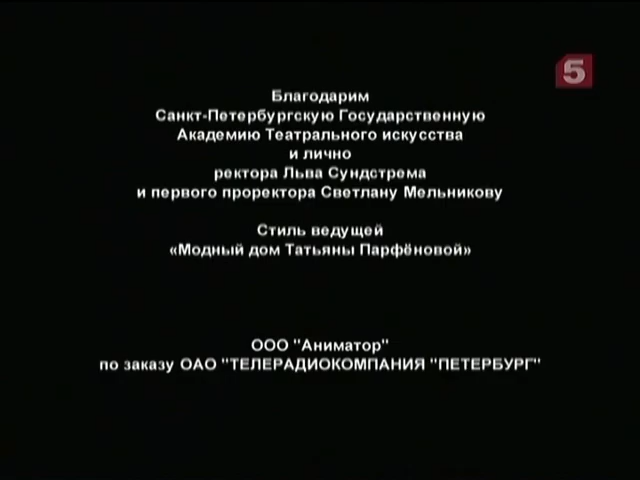 5
Благодарим
Санкт-Петербургскую Государственную
Академию Театрального искусства
и лично
ректора Льва Сундстрема
и первого проректора Светлану Мельникову
Стиль ведущей
«Модный дом Татьяны Парфёновой»
ООО "Аниматор"
по заказу ОАО "ТЕЛЕРАДИОКОМПАНИЯ "ПЕТЕРБУРГ"